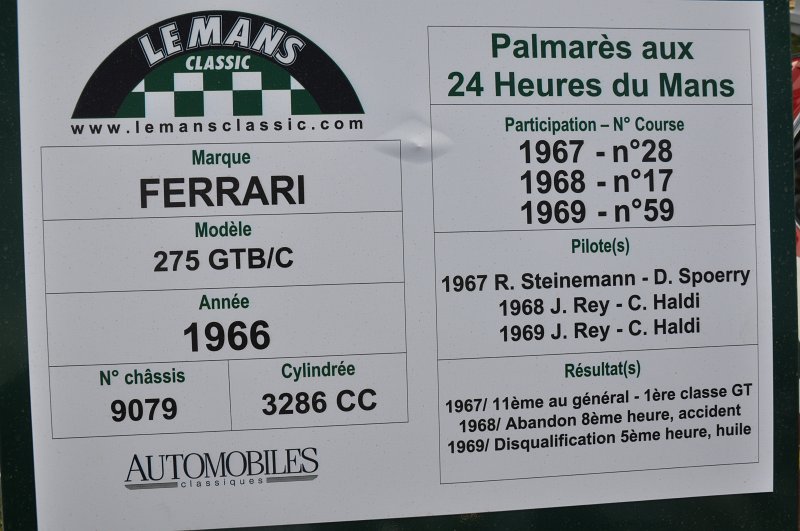 LE MANS
CLASSIC
www.lemansclassic.com
Marque
FERRARI
Modèle
275 GTB/C
Année
1966
N° châssis
9079
Cylindrée
3286 CC
AUTOMOBILES
classiques
Palmarès aux
24 Heures du Mans
Participation – N° Course
1967 - n°28
1968 - n°17
1969 - n°59
Pilote(s)
1967 R. Steinemann - D. Spoerry
1968 J. Rey - C. Haldi
1969 J. Rey - C. Haldi
Résultat(s)
1967/ 11ème au général - 1ère classe GT
1968/ Abandon 8ème heure, accident
1969/ Disqualification 5ème heure, huile